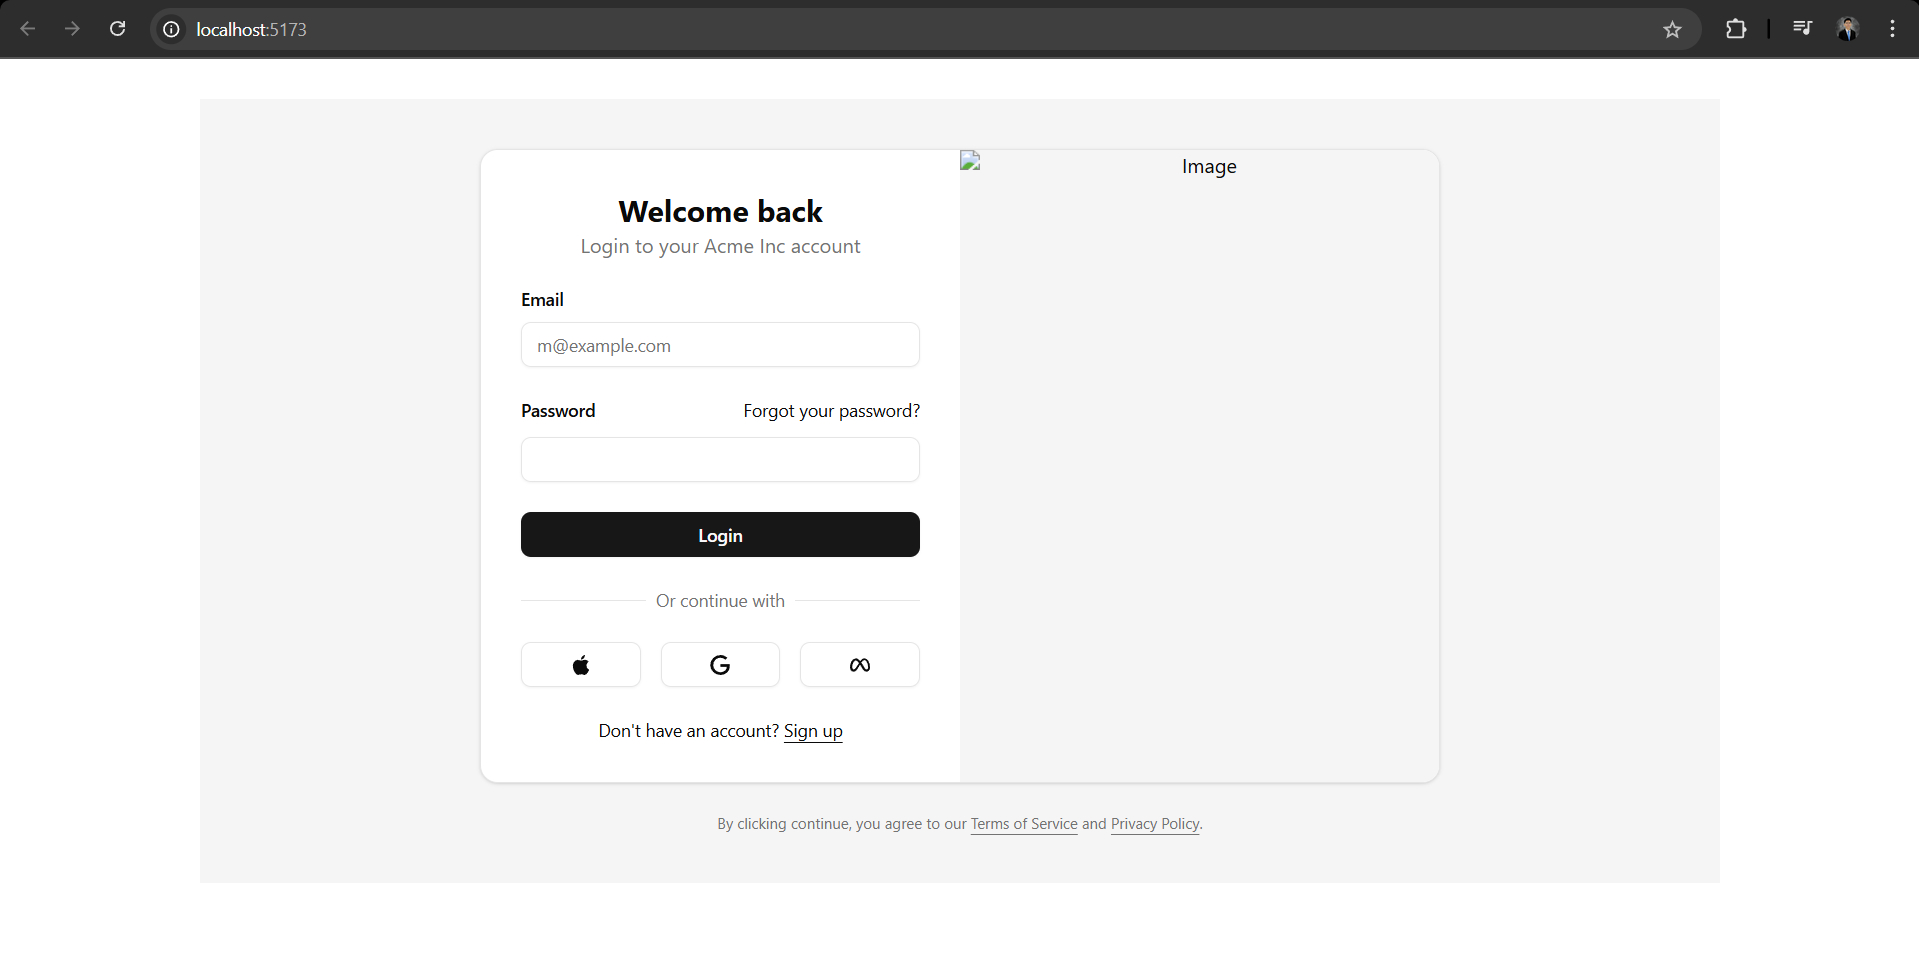 localhost:5173
Welcome back
Login to your Acme Inc account
Email
m@example.com
Password Forgot your password?
Login
Or continue with
Don't have an account? Sign up
Image
By clicking continue, you agree to our Terms of Service and Privacy Policy.